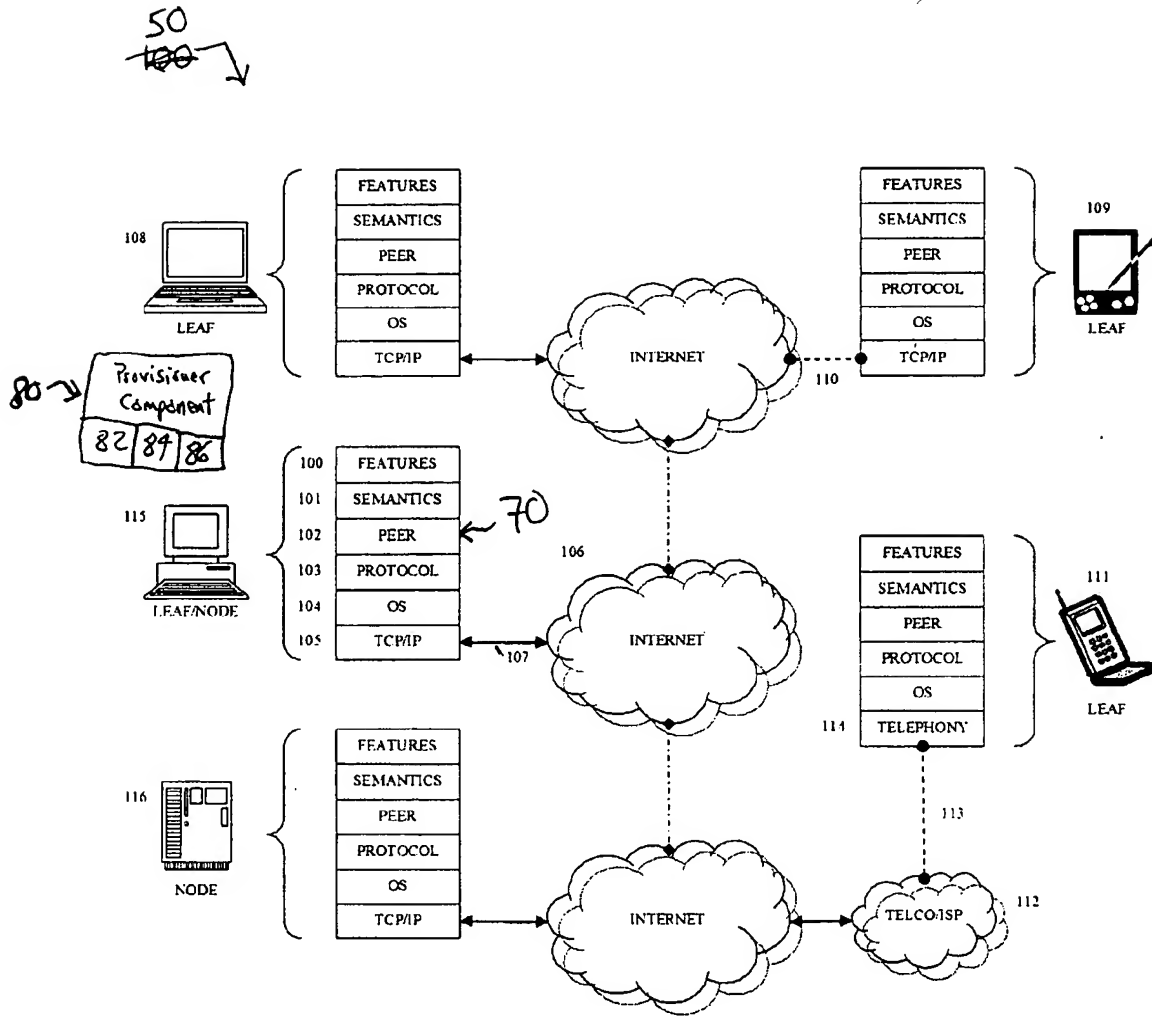 50
100
FEATURES
SEMANTICS
PEER
PROTOCOL
OS
TCP/IP
108
LEAF
FEATURES
SEMANTICS
PEER
PROTOCOL
OS
TCP/IP
109
LEAF
INTERNET
110
80
Provisioner
Component
82 84 86
115
LEAF/NODE
100 FEATURES
101 SEMANTICS
102 PEER
70
103 PROTOCOL
104 OS
105 TCP/IP
107
106
INTERNET
FEATURES
SEMANTICS
PEER
PROTOCOL
OS
114 TELEPHONY
111
LEAF
113
116
NODE
FEATURES
SEMANTICS
PEER
PROTOCOL
OS
TCP/IP
INTERNET
TELCO/ISP
112